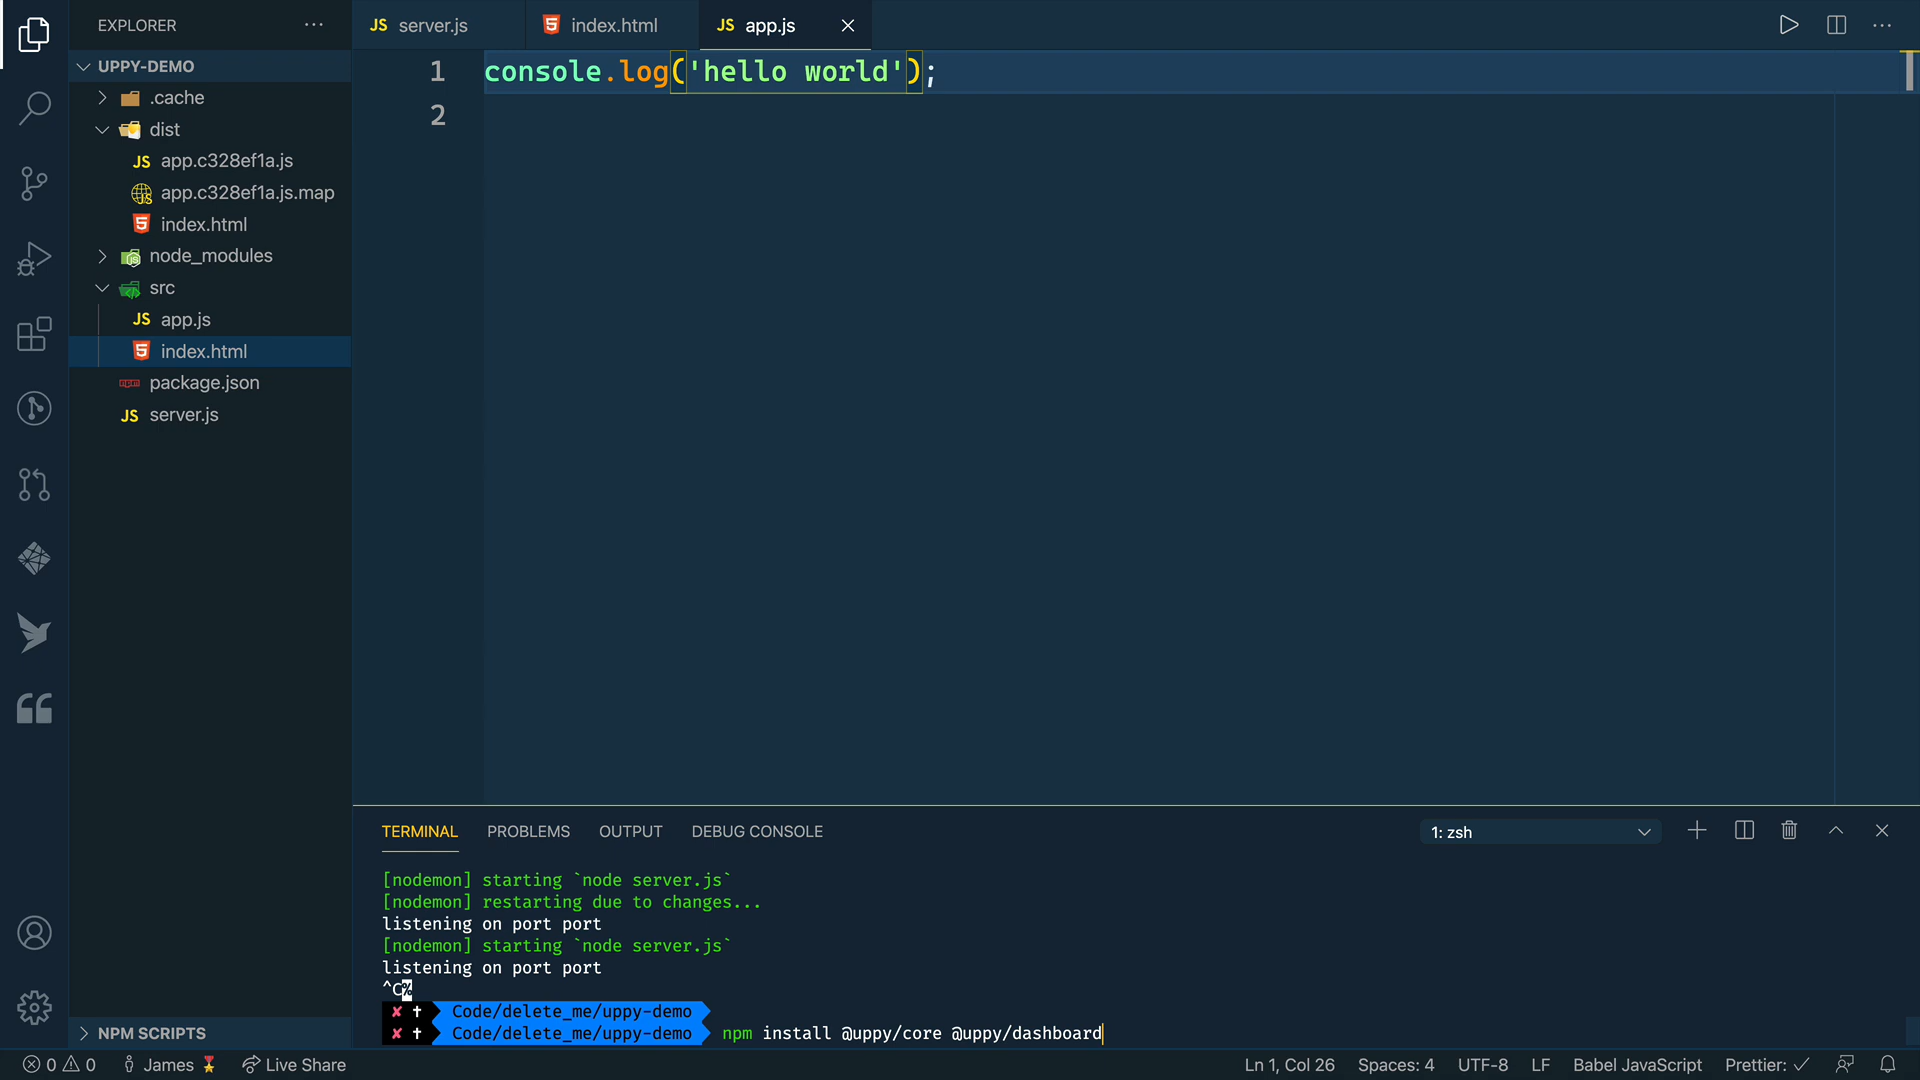 EXPLORER
UPPY-DEMO
.cache
dist
JS app.c328ef1a.js
app.c328ef1a.js.map
5 index.html
node_modules
src
JS app.js
5 index.html
npm package.json
JS server.js
NPM SCRIPTS
JS server.js
5 index.html
JS app.js
1 console.log('hello world');
2
TERMINAL PROBLEMS OUTPUT DEBUG CONSOLE
1: zsh
[nodemon] starting `node server.js`
[nodemon] restarting due to changes...
listening on port port
[nodemon] starting `node server.js`
listening on port port
^C%
✘ † Code/delete_me/uppy-demo
✘ † Code/delete_me/uppy-demo npm install @uppy/core @uppy/dashboard
0 0 James Live Share Ln 1, Col 26 Spaces: 4 UTF-8 LF Babel JavaScript Prettier: ✓